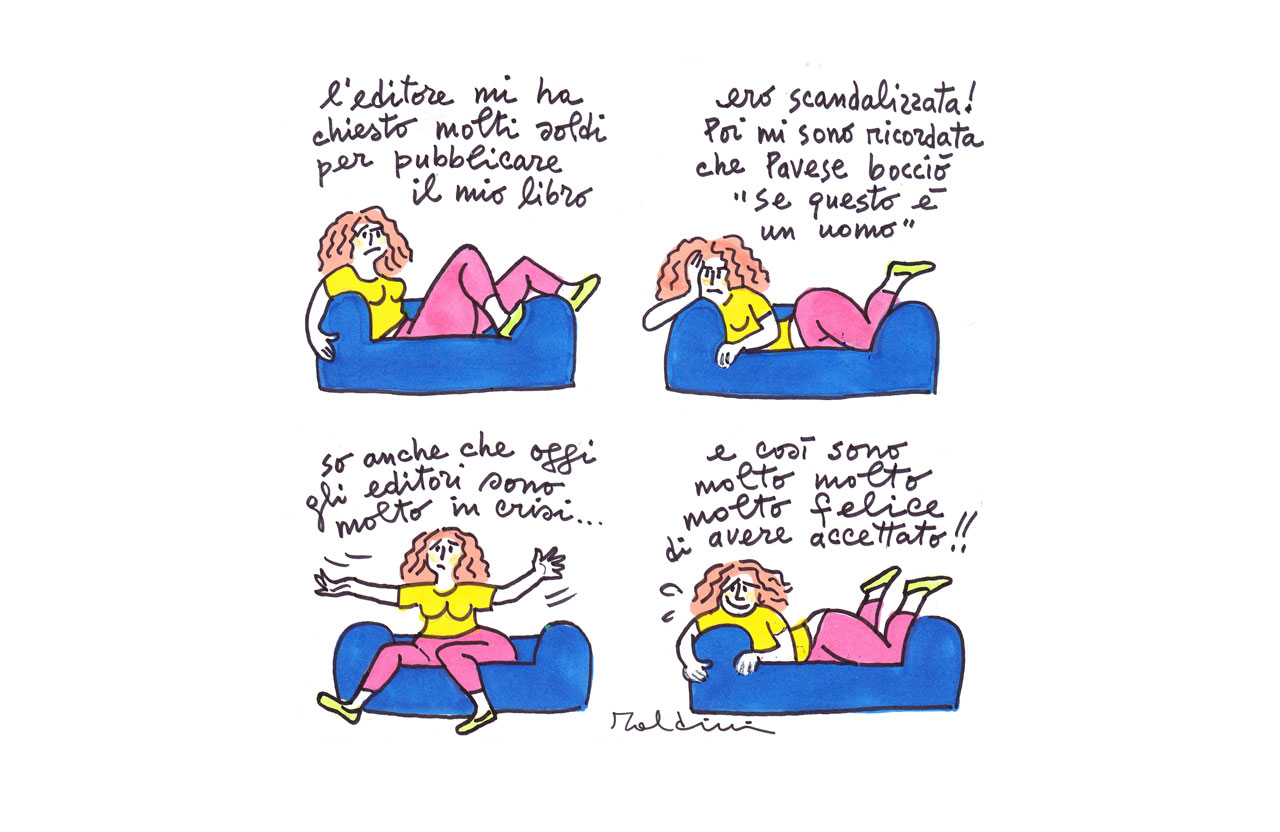 l'editore mi ha
chiesto molti soldi
per pubblicare
il mio libro
ero scandalizzata!
Poi mi sono ricordata
che Pavese bocciò
"se questo è
un uomo"
so anche che oggi
gli editori sono
molto in crisi...
e così sono
molto molto
molto felice
di avere accettato!!
Maldini